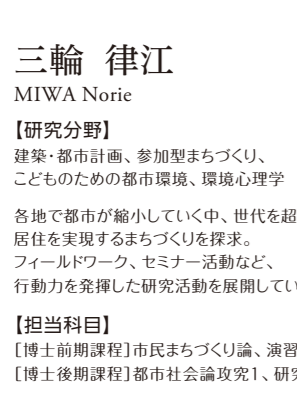 三輪 律江
MIWA Norie
【研究分野】
建築・都市計画、参加型まちづくり、
こどものための都市環境、環境心理学
各地で都市が縮小していく中、世代を超
居住を実現するまちづくりを探求。
フィールドワーク、セミナー活動など、
行動力を発揮した研究活動を展開してい
【担当科目】
[博士前期課程]市民まちづくり論、演習
[博士後期課程]都市社会論攻究1、研究